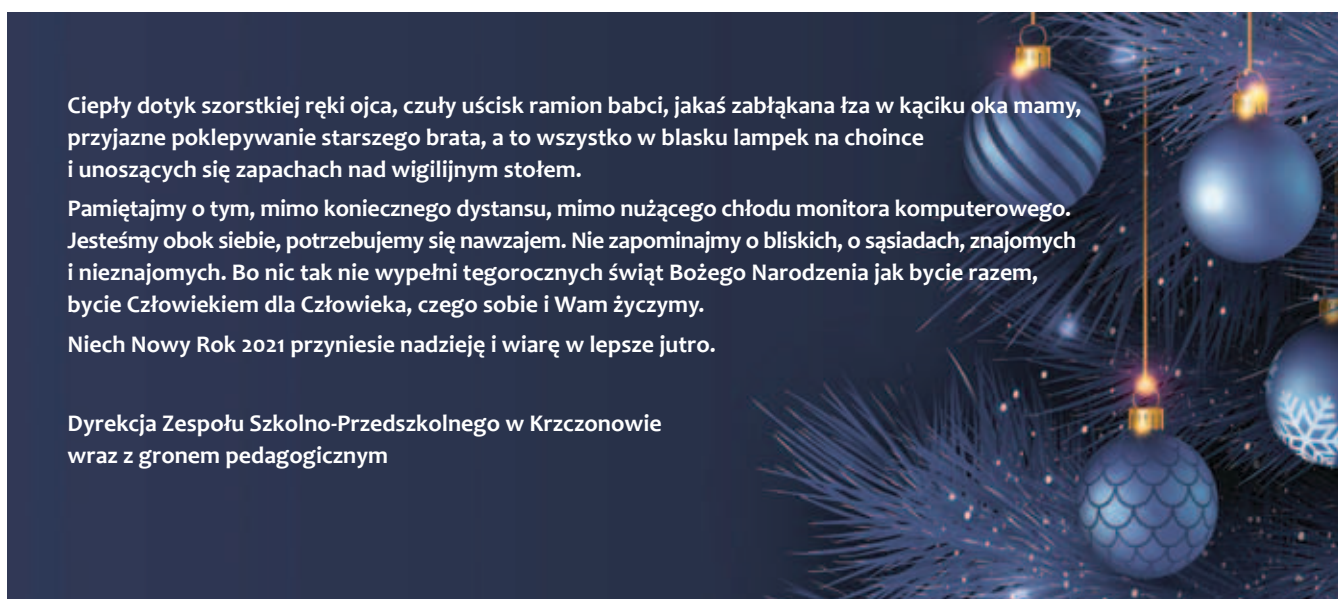 Ciepły dotyk szorstkiej ręki ojca, czuły uścisk ramion babci, jakaś zabłąkana łza w kąciku oka mamy,
przyjazne poklepywanie starszego brata, a to wszystko w blasku lampek na choince
i unoszących się zapachach nad wigilijnym stołem.
Pamiętajmy o tym, mimo koniecznego dystansu, mimo nużącego chłodu monitora komputerowego.
Jesteśmy obok siebie, potrzebujemy się nawzajem. Nie zapominajmy o bliskich, o sąsiadach, znajomych
i nieznajomych. Bo nic tak nie wypełni tegorocznych świąt Bożego Narodzenia jak bycie razem,
bycie Człowiekiem dla Człowieka, czego sobie i Wam życzymy.
Niech Nowy Rok 2021 przyniesie nadzieję i wiarę w lepsze jutro.
Dyrekcja Zespołu Szkolno-Przedszkolnego w Krzczonowie
wraz z gronem pedagogicznym